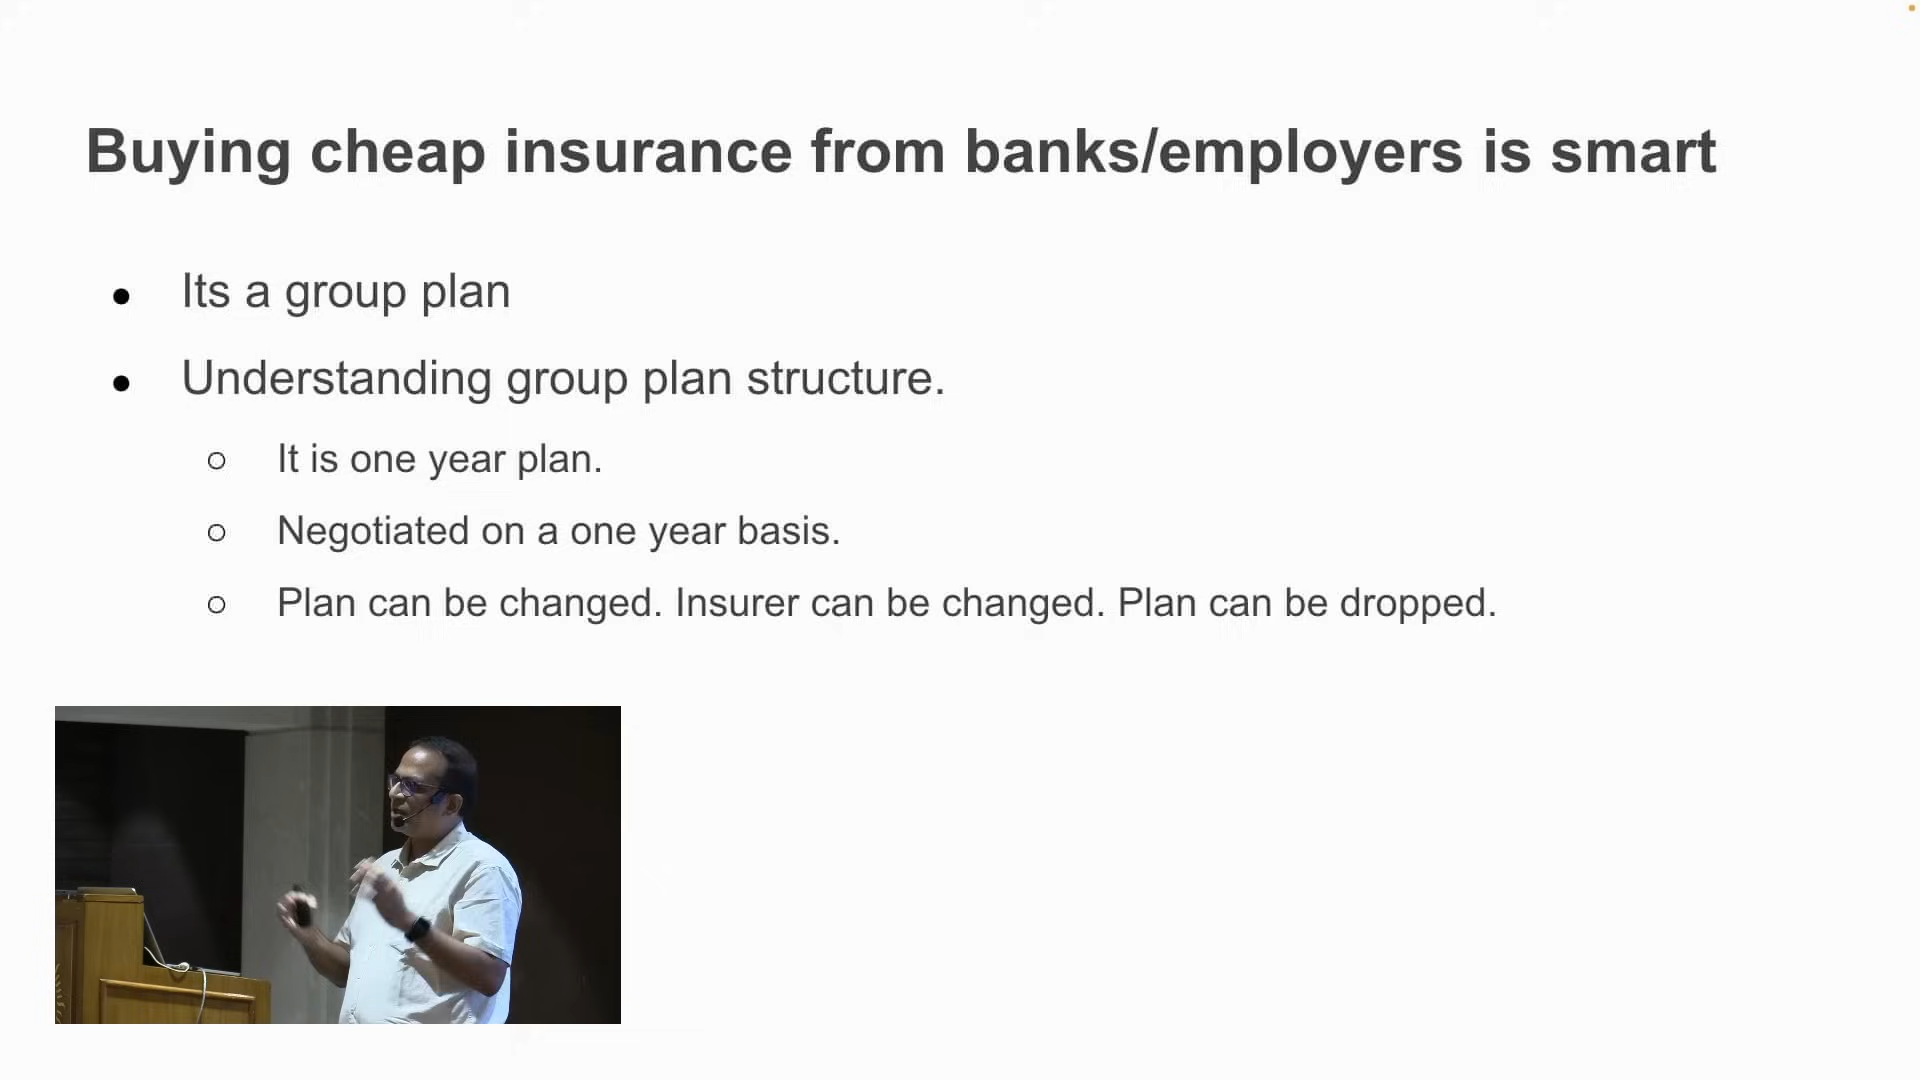 Buying cheap insurance from banks/employers is smart
● Its a group plan
● Understanding group plan structure.
○ It is one year plan.
○ Negotiated on a one year basis.
○ Plan can be changed. Insurer can be changed. Plan can be dropped.